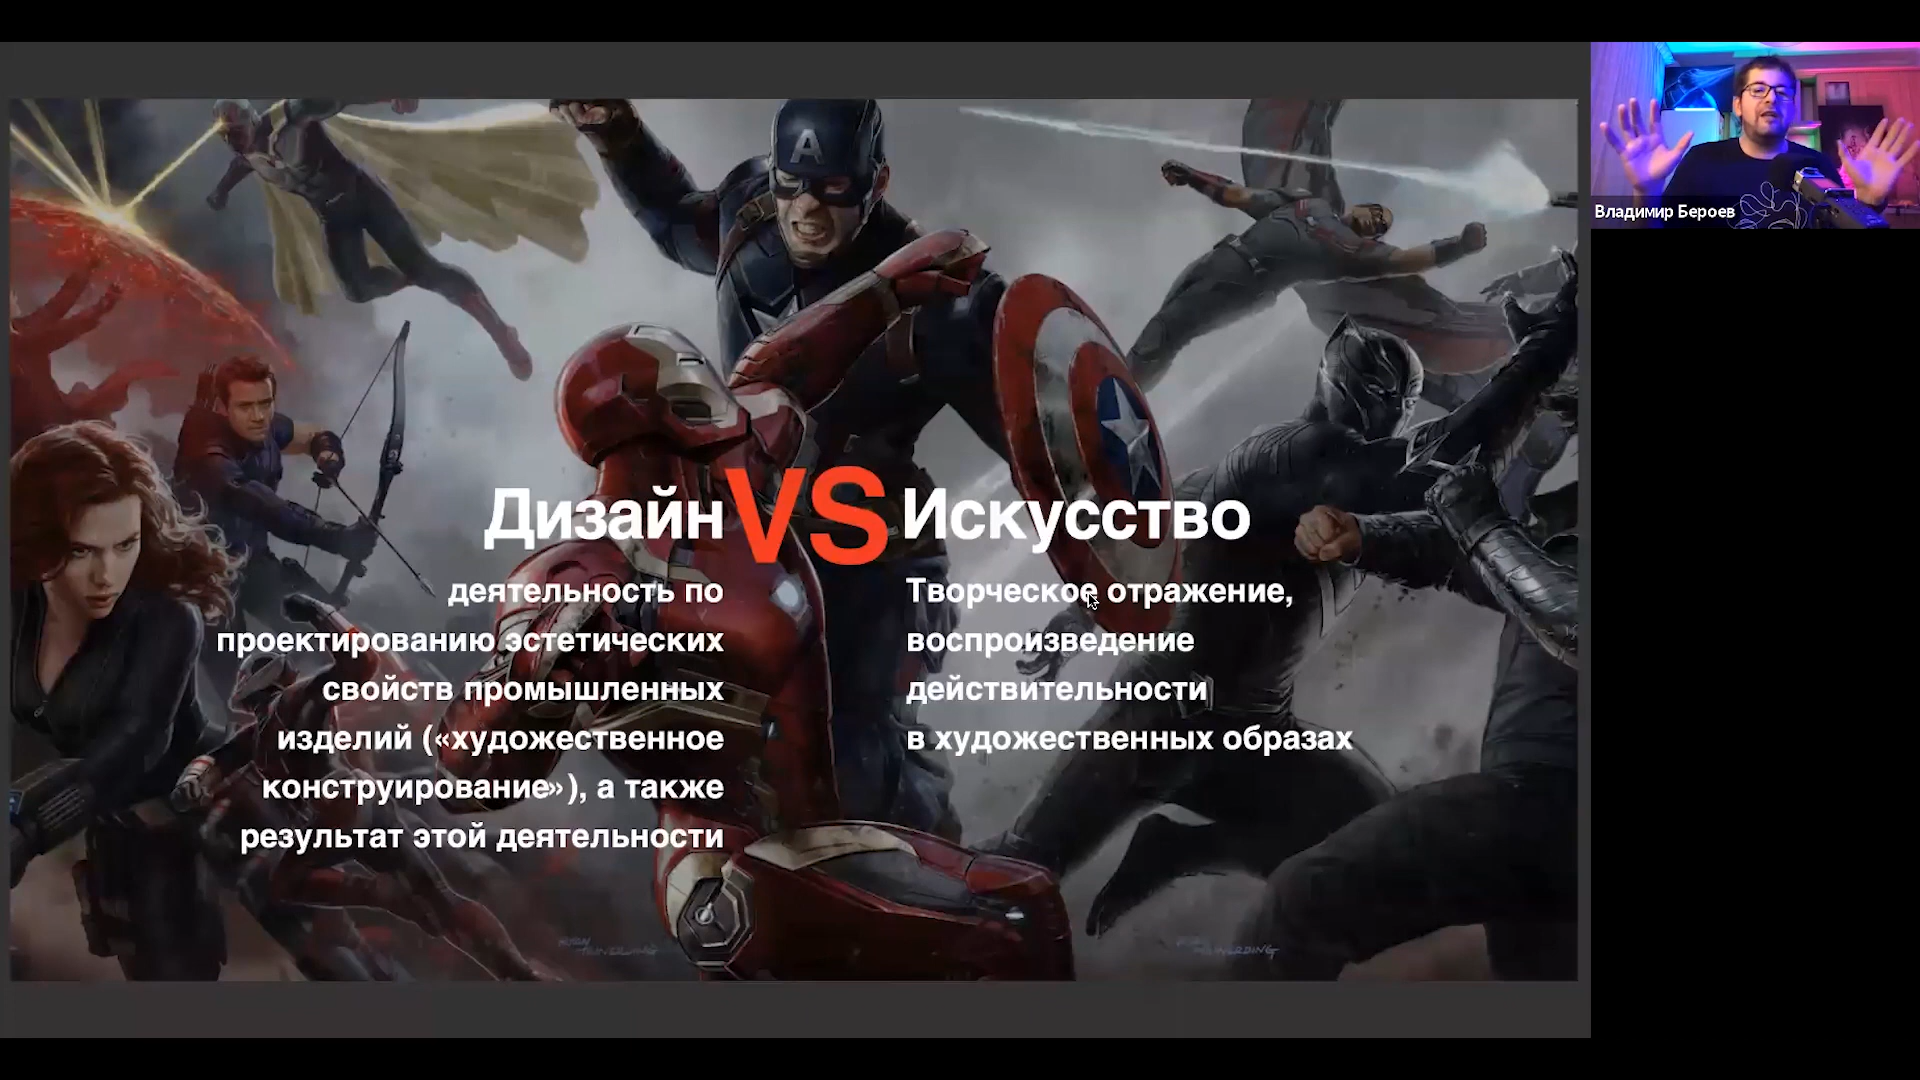 Дизайн VS Искусство
деятельность по
проектированию эстетических
свойств промышленных
изделий («художественное
конструирование»), а также
результат этой деятельности
Творческое отражение,
воспроизведение
действительности
в художественных образах
Владимир Бероев
A